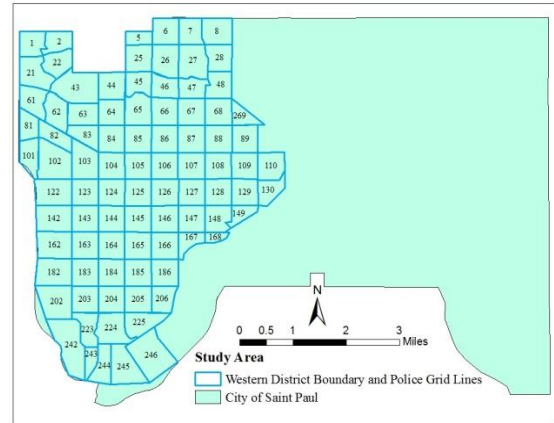 6 7 8
1 2 5
25 26 27 28
21 22
43 44 45 46 47 48
61 62 63 64 65 66 67 68 269
81 82 83 84 85 86 87 88 89
101 102 103 104 105 106 107 108 109 110
122 123 124 125 126 127 128 129 130
142 143 144 145 146 147 148 149
162 163 164 165 166 167 168
182 183 184 185 186
202 203 204 205 206
223 224 225
242 243 244 245 246
N
0 0.5 1 2 3
Miles
Study Area
Western District Boundary and Police Grid Lines
City of Saint Paul